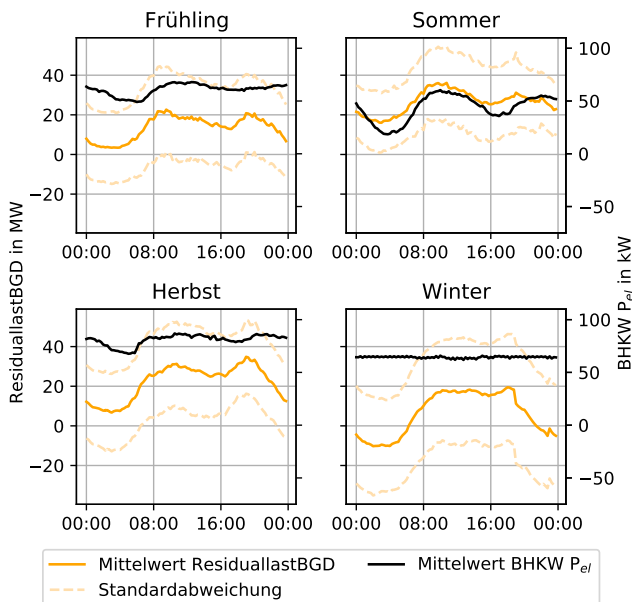 Frühling
Sommer
40
20
0
−20
100
50
0
−50
00:00 08:00 16:00 00:00
00:00 08:00 16:00 00:00
ResiduallastBGD in MW
BHKW P_el in kW
Herbst
Winter
40
20
0
−20
100
50
0
−50
00:00 08:00 16:00 00:00
00:00 08:00 16:00 00:00
Mittelwert ResiduallastBGD
Mittelwert BHKW P_el
Standardabweichung